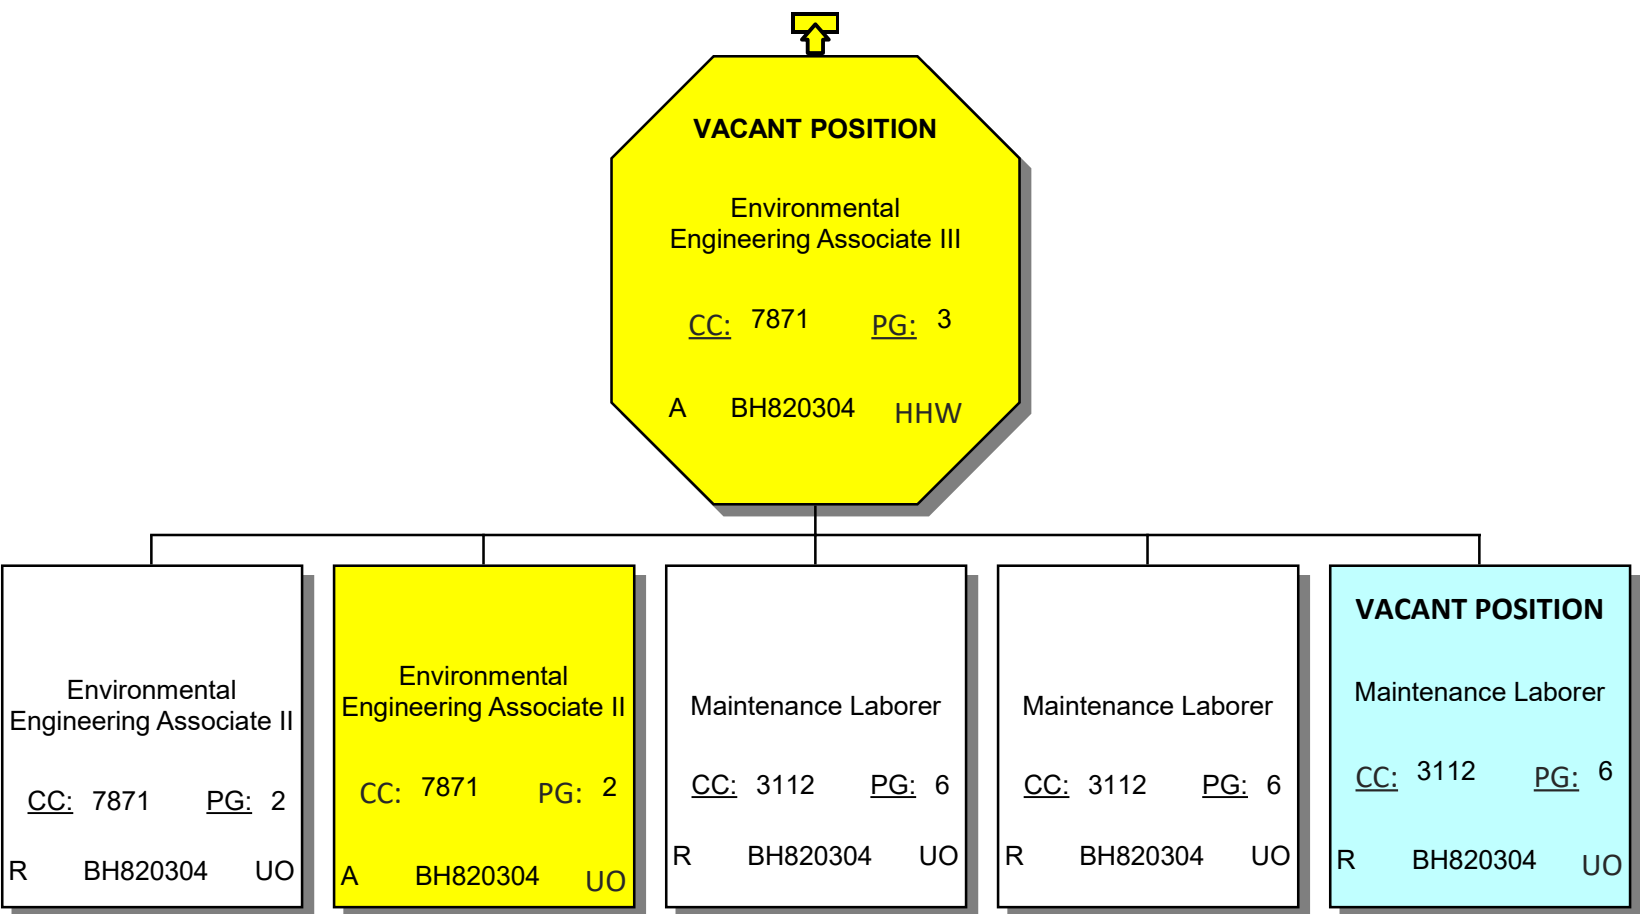 VACANT POSITION
Environmental
Engineering Associate III
CC: 7871 PG: 3
A BH820304 HHW
Environmental
Engineering Associate II
CC: 7871 PG: 2
R BH820304 UO
Environmental
Engineering Associate II
CC: 7871 PG: 2
A BH820304 UO
Maintenance Laborer
CC: 3112 PG: 6
R BH820304 UO
Maintenance Laborer
CC: 3112 PG: 6
R BH820304 UO
VACANT POSITION
Maintenance Laborer
CC: 3112 PG: 6
R BH820304 UO